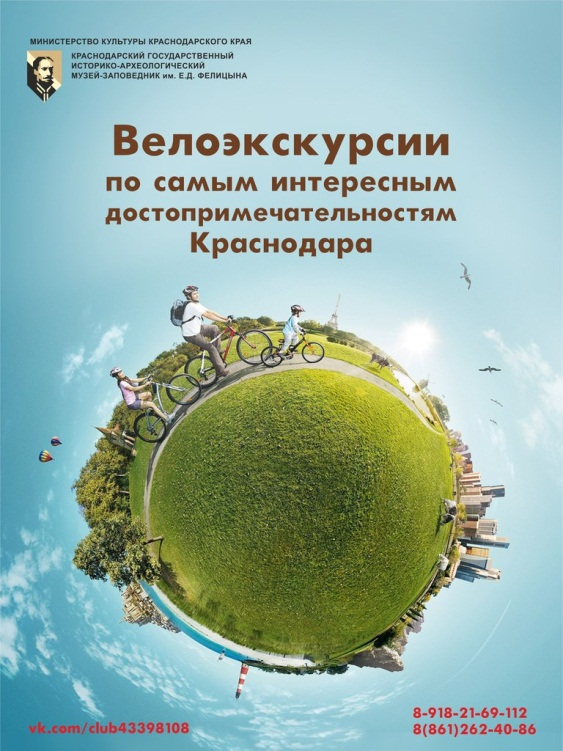 МИНИСТЕРСТВО КУЛЬТУРЫ КРАСНОДАРСКОГО КРАЯ
КРАСНОДАРСКИЙ ГОСУДАРСТВЕННЫЙ
ИСТОРИКО-АРХЕОЛОГИЧЕСКИЙ
МУЗЕЙ-ЗАПОВЕДНИК им. Е.Д. ФЕЛИЦЫНА
Велоэкскурсии
по самым интересным
достопримечательностям
Краснодара
vk.com/club43398108
8-918-21-69-112
8(861)262-40-86